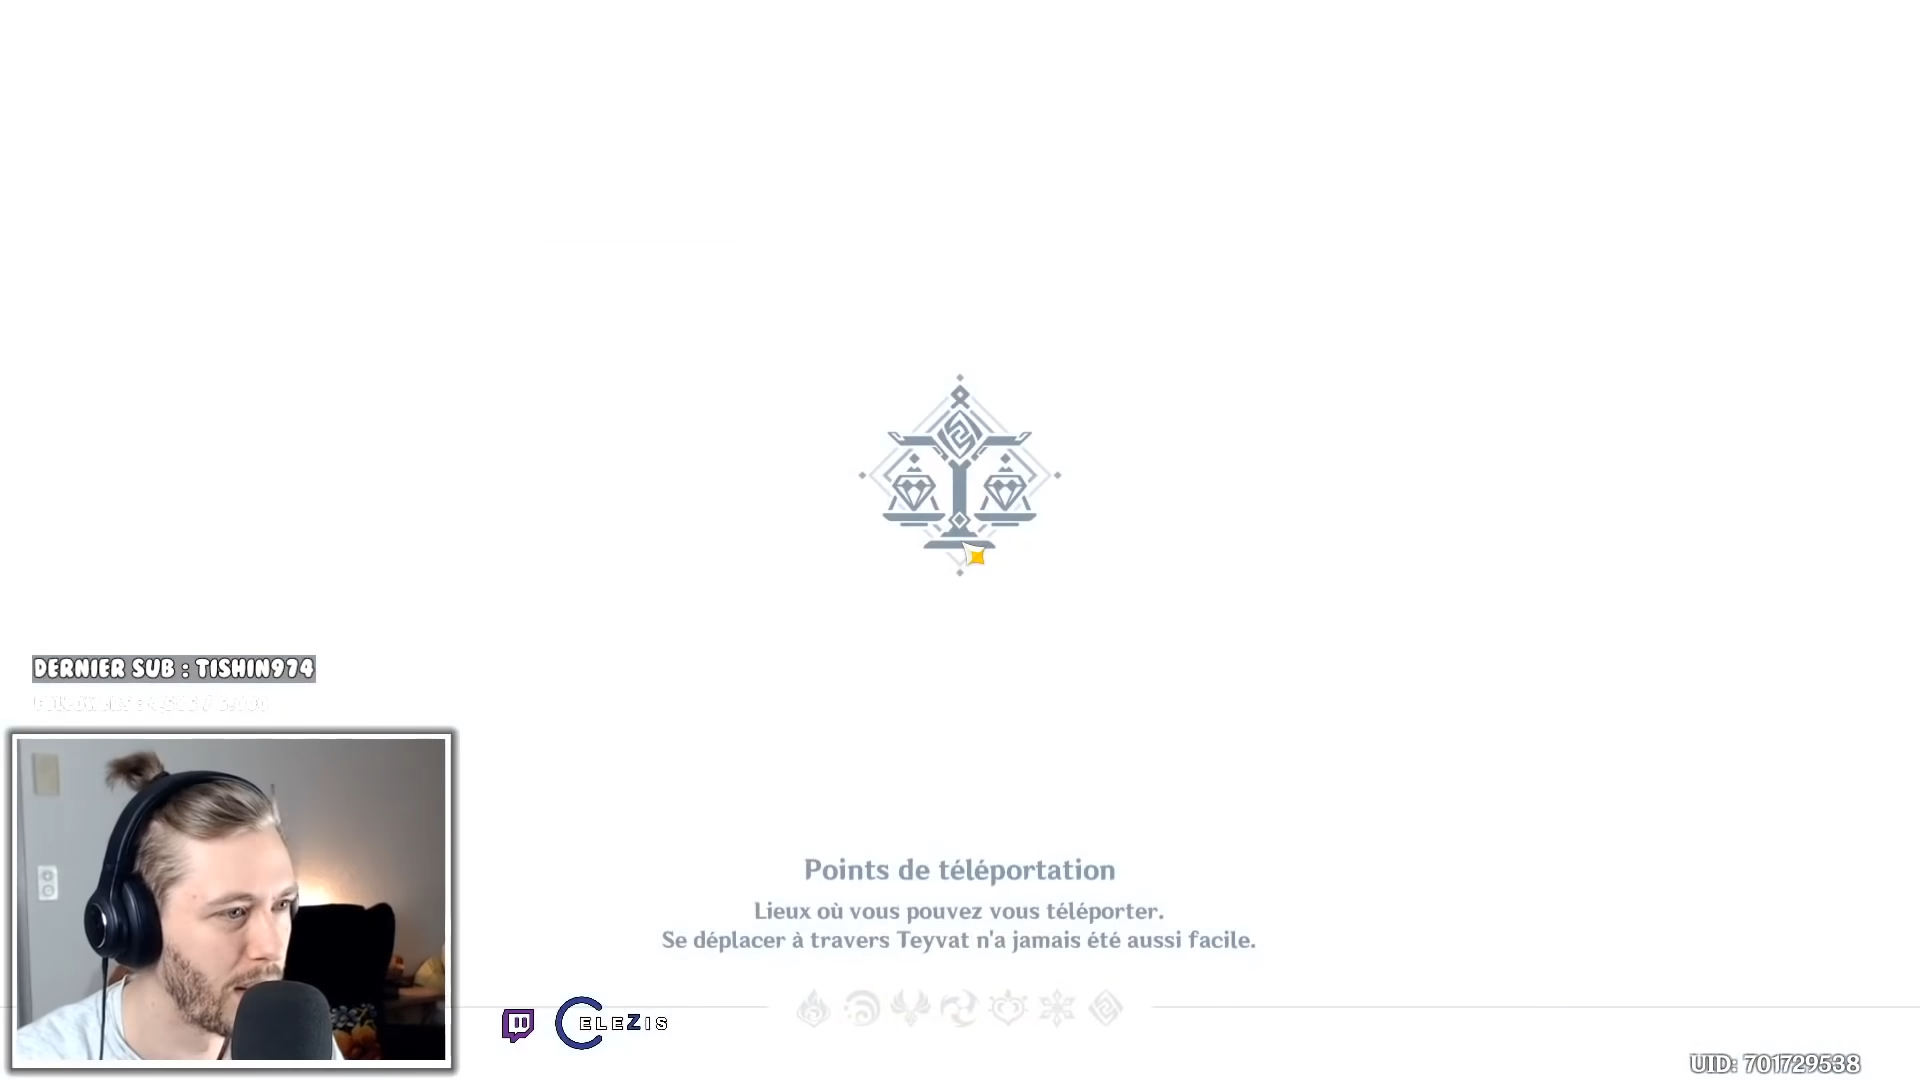 DERNIER SUB : TISHIN974
Points de téléportation
Lieux où vous pouvez vous téléporter.
Se déplacer à travers Teyvat n'a jamais été aussi facile.
CELEZIS
UID: 701729538